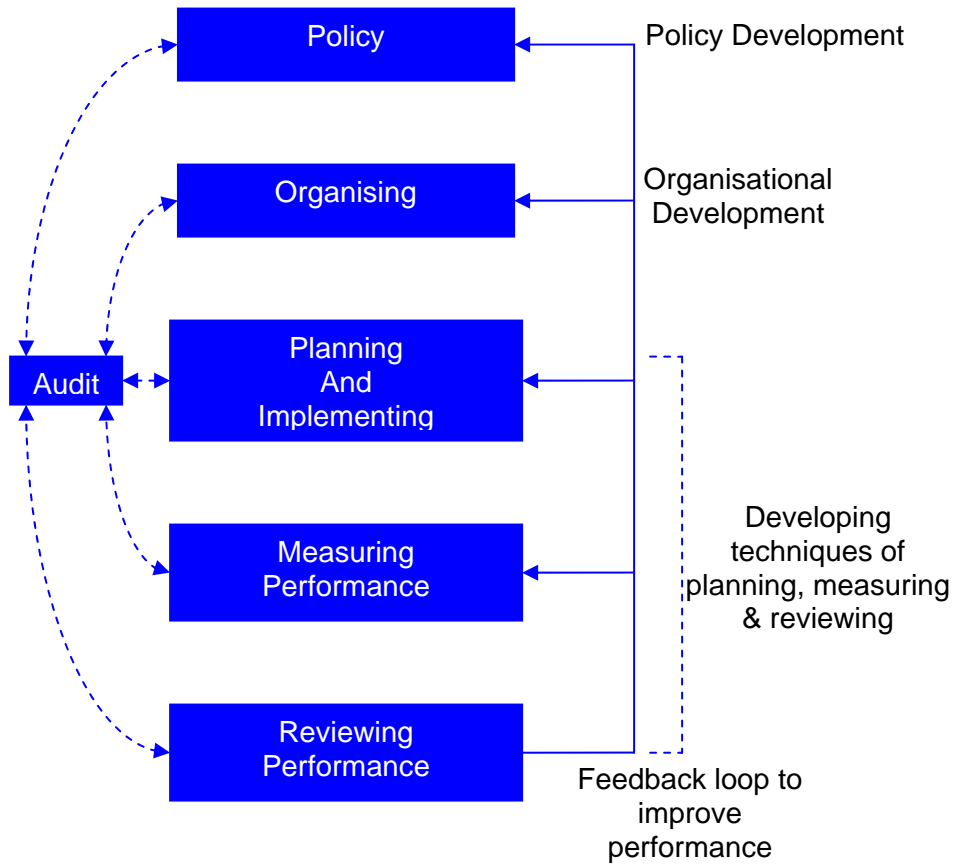 Policy
Policy Development
Organising
Organisational
Development
Planning
And
Implementing
Audit
Measuring
Performance
Developing
techniques of
planning, measuring
& reviewing
Reviewing
Performance
Feedback loop to
improve
performance